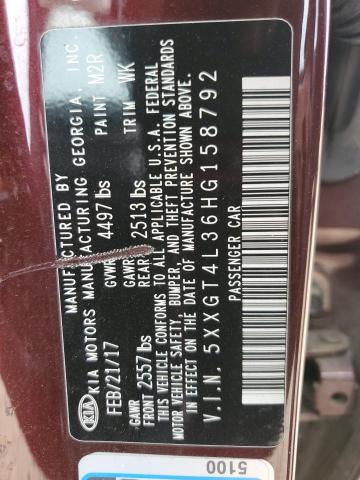 KIA
MANUFACTURED BY
KIA MOTORS MANUFACTURING GEORGIA, INC.
FEB/21/17 GVWR 4497 lbs PAINT M2R
GAWR FRONT 2557 lbs GAWR REAR 2513 lbs TRIM WK
THIS VEHICLE CONFORMS TO ALL APPLICABLE U.S.A. FEDERAL
MOTOR VEHICLE SAFETY, BUMPER, AND THEFT PREVENTION STANDARDS
IN EFFECT ON THE DATE OF MANUFACTURE SHOWN ABOVE.
V.I.N. 5XXGT4L36HG158792
PASSENGER CAR
5100